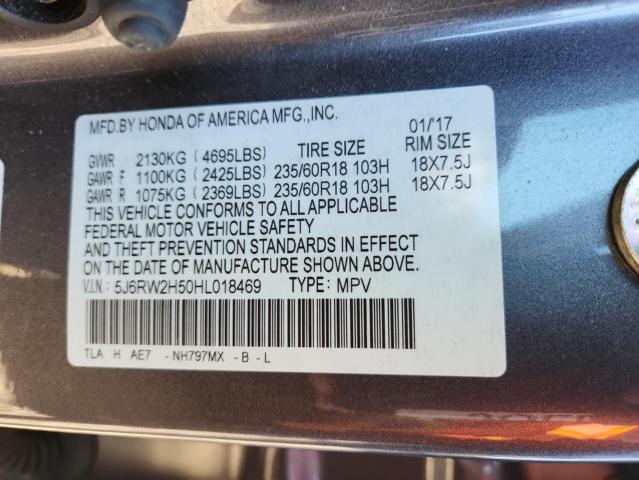 MFD.BY HONDA OF AMERICA MFG.,INC. 01/'17
TIRE SIZE RIM SIZE
GVWR 2130KG (4695LBS)
GAWR F 1100KG (2425LBS) 235/60R18 103H 18X7.5J
GAWR R 1075KG (2369LBS) 235/60R18 103H 18X7.5J
THIS VEHICLE CONFORMS TO ALL APPLICABLE
FEDERAL MOTOR VEHICLE SAFETY
AND THEFT PREVENTION STANDARDS IN EFFECT
ON THE DATE OF MANUFACTURE SHOWN ABOVE.
V.I.N.: 5J6RW2H50HL018469 TYPE: MPV
TLA H AE7 - NH797MX - B - L